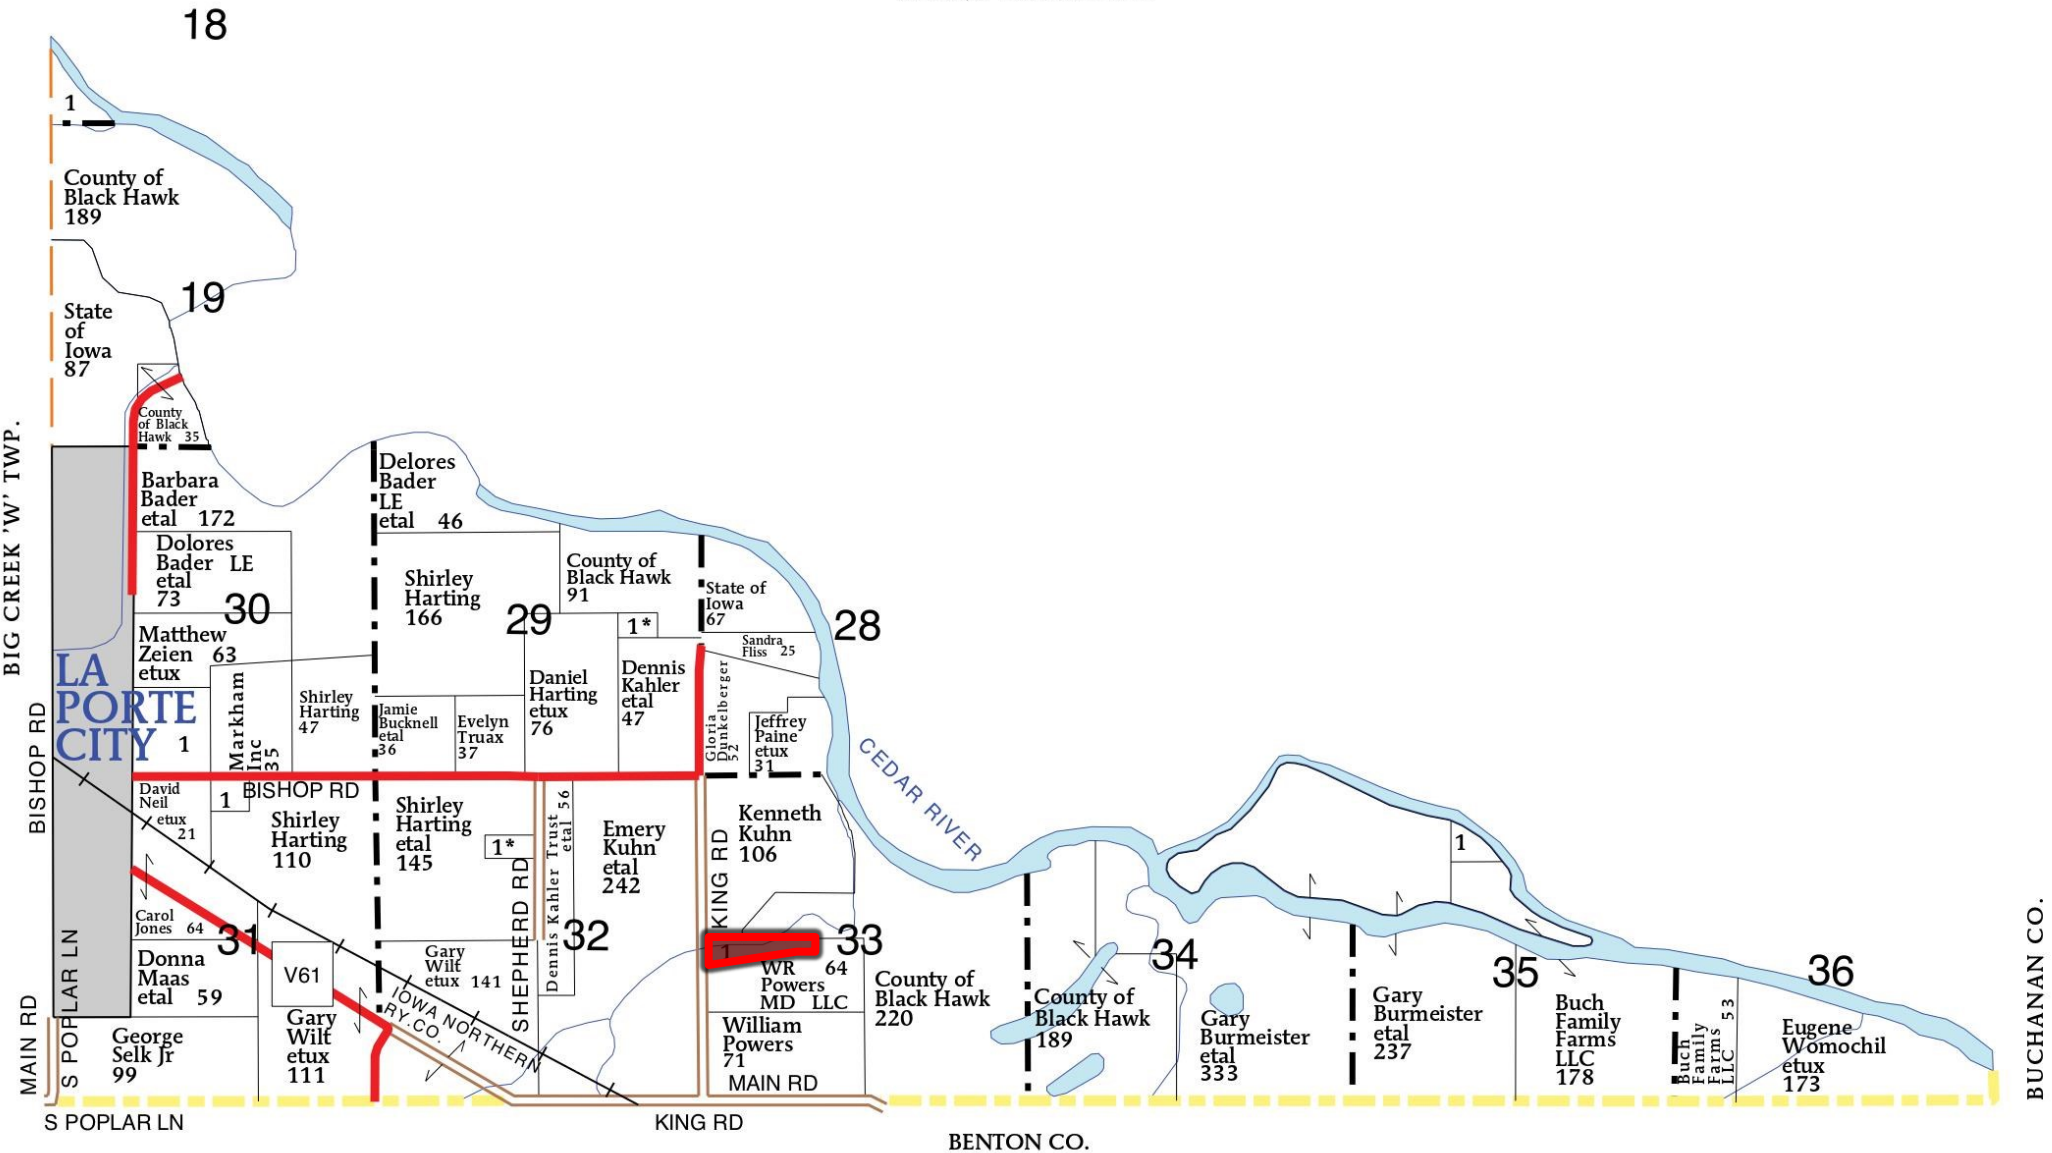 18
1
County of
Black Hawk
189
19
State
of
Iowa
87
County
of Black
Hawk 35
BIG CREEK 'W' TWP.
Barbara
Bader
etal 172
Delores
Bader
LE
etal 46
Dolores
Bader LE
etal
73
30
Shirley
Harting
166
29
County of
Black Hawk
91
State of
Iowa
67
28
1*
Sandra
Fliss 25
Matthew
Zeien 63
etux
LA
PORTE
CITY
1
Markham
Inc
35
Shirley
Harting
47
Jamie
Bucknell
etal
36
Evelyn
Truax
37
Daniel
Harting
etux
76
Dennis
Kahler
etal
47
Gloria
Dunkelberger
52
Jeffrey
Paine
etux
31
CEDAR RIVER
BISHOP RD
BISHOP RD
David
Neil
etux
21
1
Shirley
Harting
110
Shirley
Harting
etal
145
1*
SHEPHERD RD
Dennis Kahler Trust
etal 56
Emery
Kuhn
etal
242
KING RD
Kenneth
Kuhn
106
1
Carol
Jones 64
31
32
33
34
35
36
S POPLAR LN
MAIN RD
Donna
Maas
etal 59
V61
Gary
Wilt
etux 141
IOWA NORTHERN
RY.CO.
1
WR 64
Powers
MD LLC
County of
Black Hawk
220
County of
Black Hawk
189
Gary
Burmeister
etal
333
Gary
Burmeister
etal
237
Buch
Family
Farms
LLC
178
Buch
Family
Farms
LLC
53
Eugene
Womochil
etux
173
BUCHANAN CO.
George
Selk Jr
99
Gary
Wilt
etux
111
William
Powers
71
MAIN RD
S POPLAR LN
KING RD
BENTON CO.